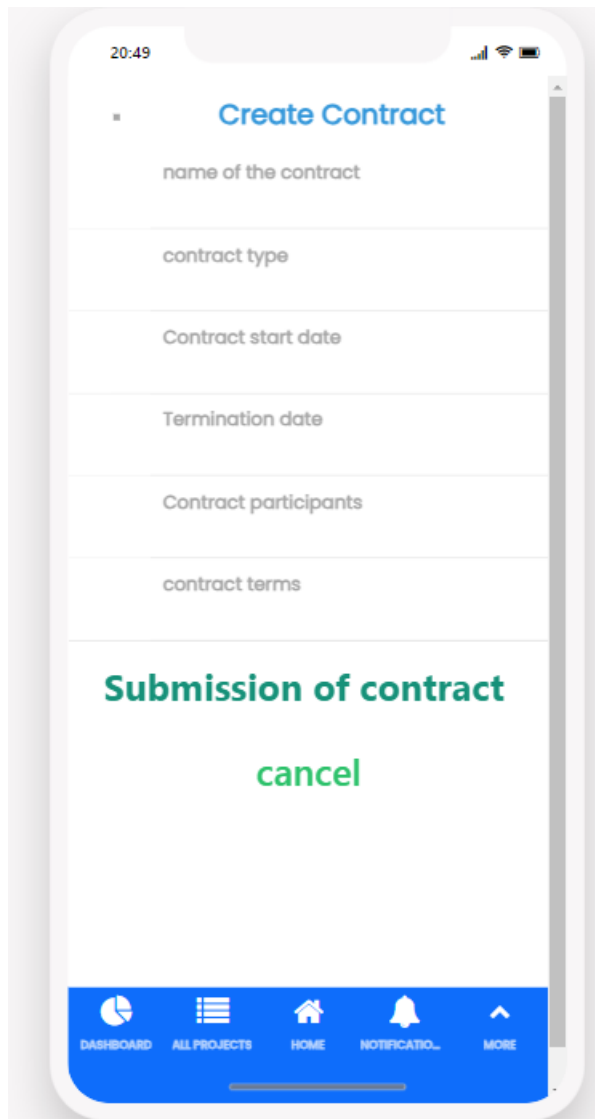 20:49
Create Contract
name of the contract
contract type
Contract start date
Termination date
Contract participants
contract terms
Submission of contract
cancel
DASHBOARD ALL PROJECTS HOME NOTIFICATIO... MORE